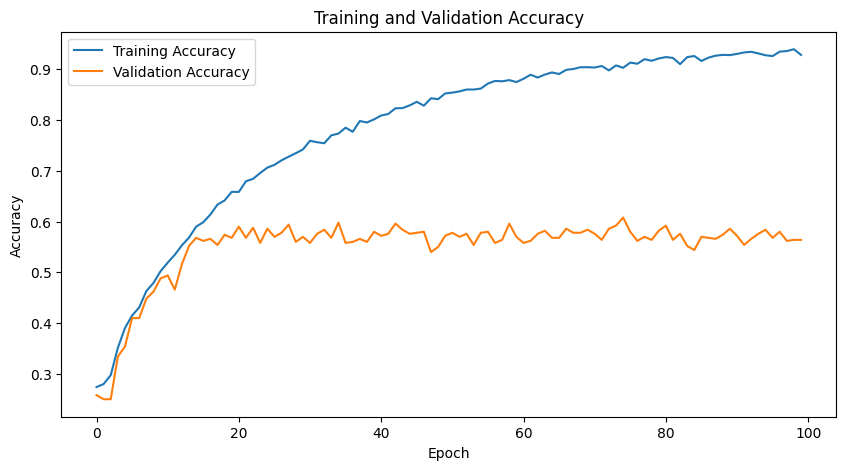 Training and Validation Accuracy
Training Accuracy
Validation Accuracy
Accuracy
0.9
0.8
0.7
0.6
0.5
0.4
0.3
0 20 40 60 80 100
Epoch